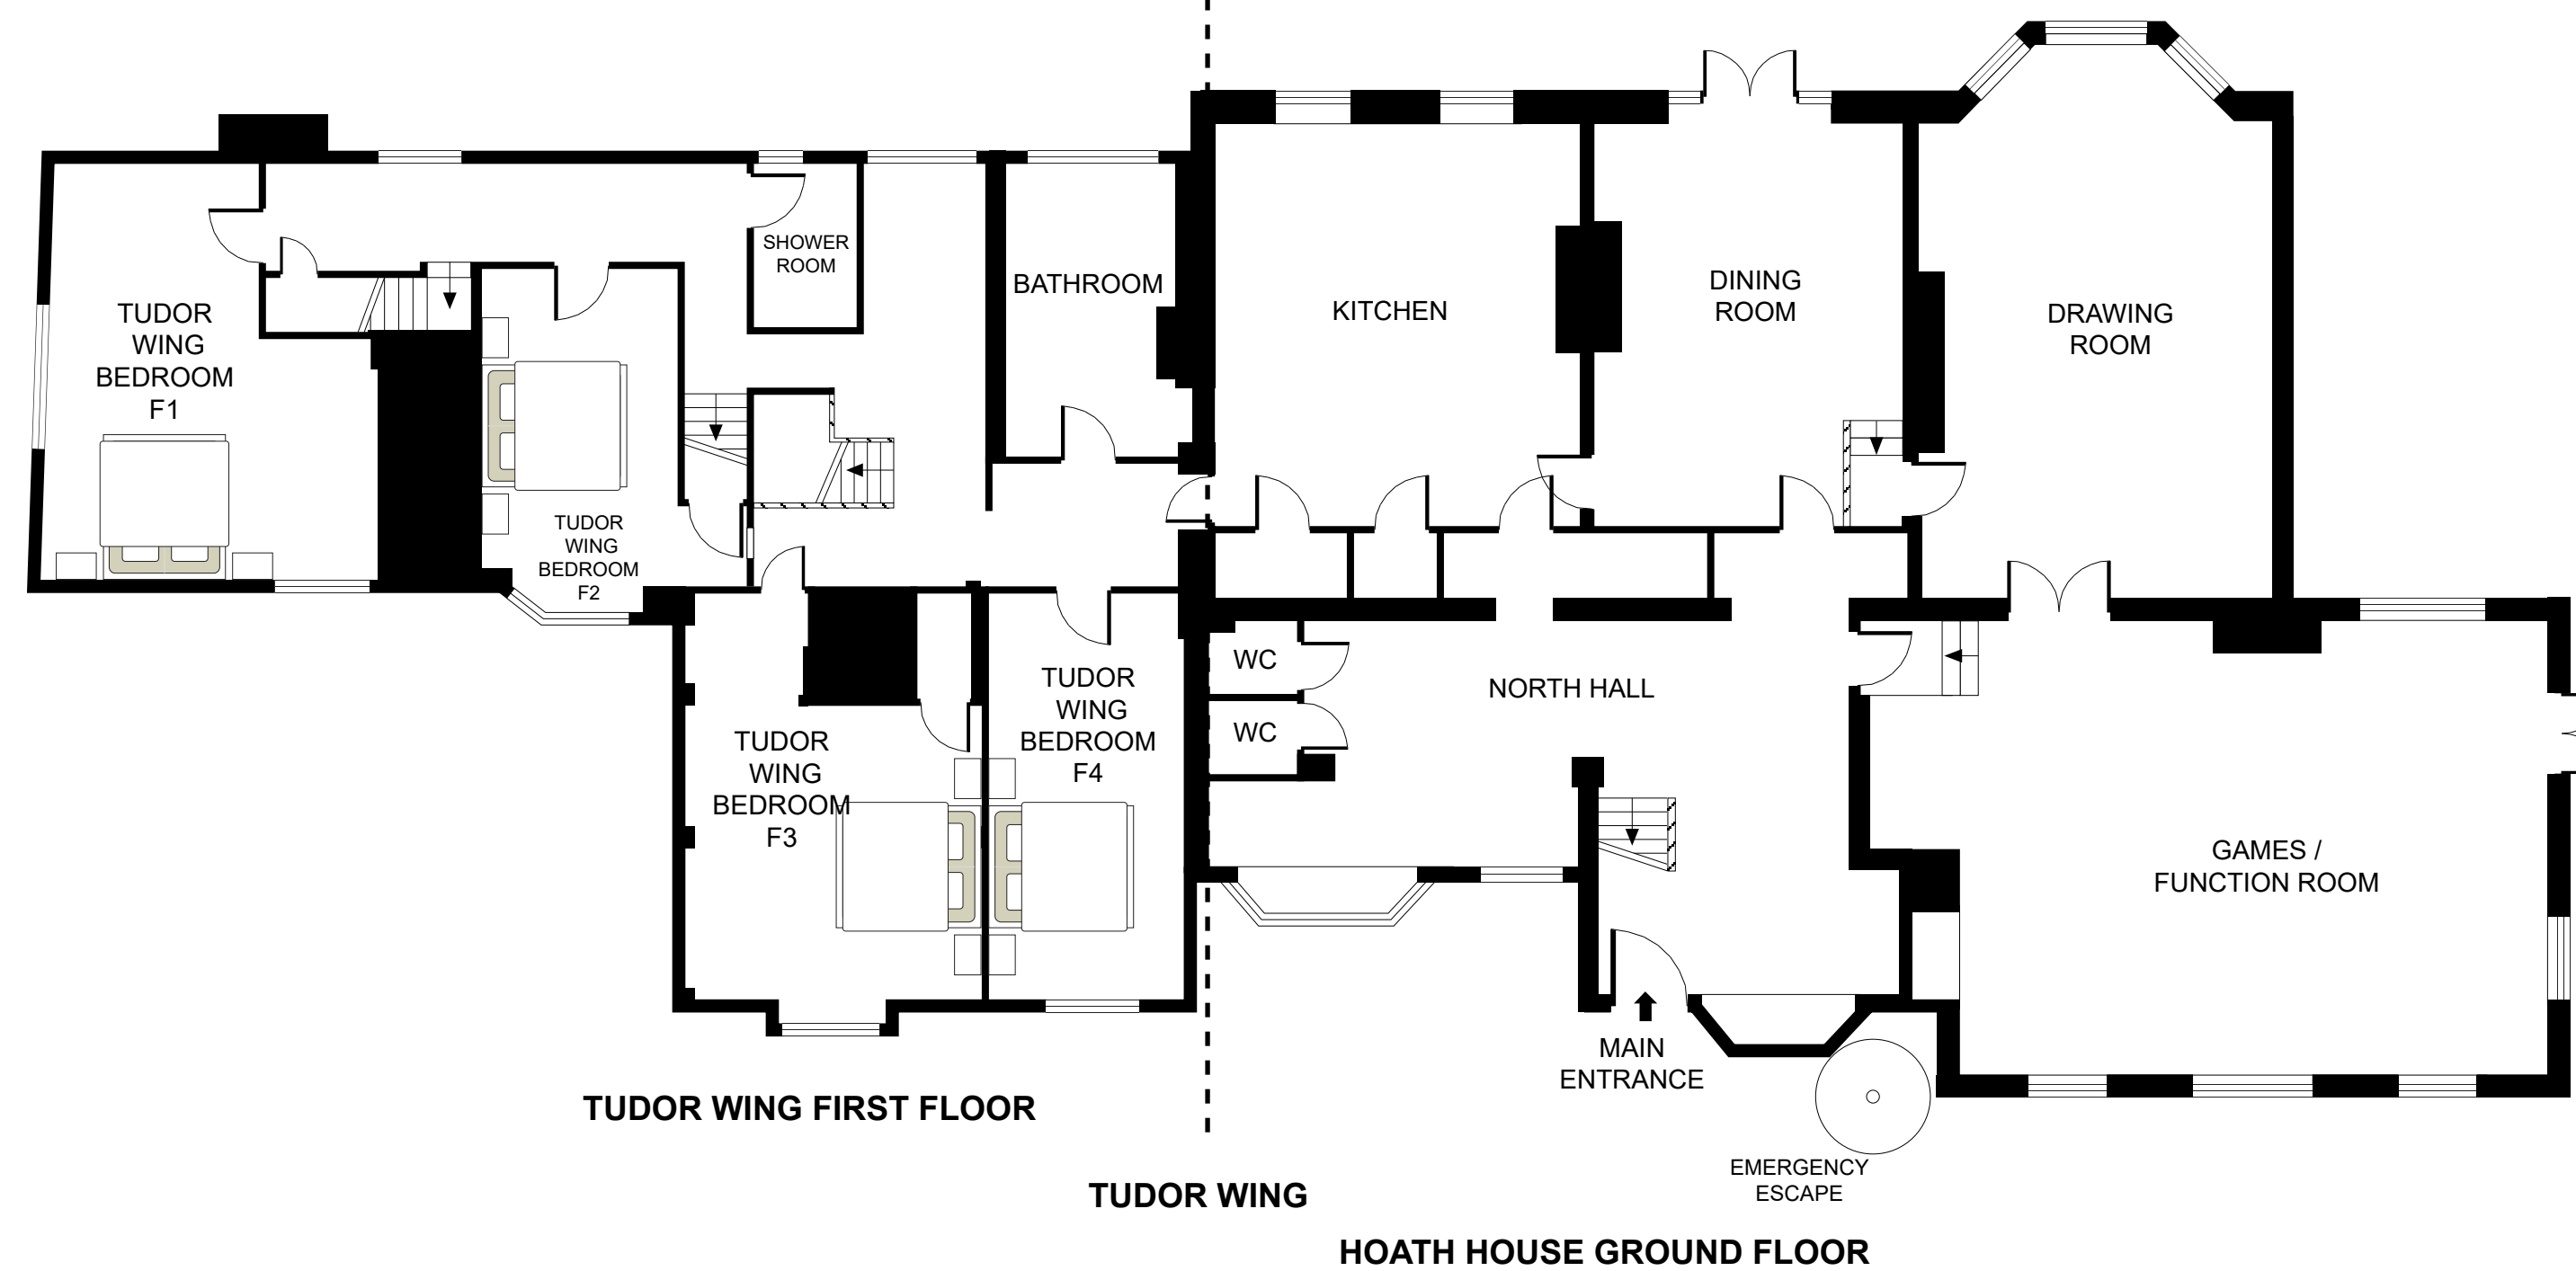 TUDOR
WING
BEDROOM
F1
TUDOR
WING
BEDROOM
F2
SHOWER
ROOM
BATHROOM
TUDOR
WING
BEDROOM
F3
TUDOR
WING
BEDROOM
F4
KITCHEN
DINING
ROOM
DRAWING
ROOM
WC
WC
NORTH HALL
GAMES /
FUNCTION ROOM
MAIN
ENTRANCE
EMERGENCY
ESCAPE
TUDOR WING FIRST FLOOR
TUDOR WING
HOATH HOUSE GROUND FLOOR